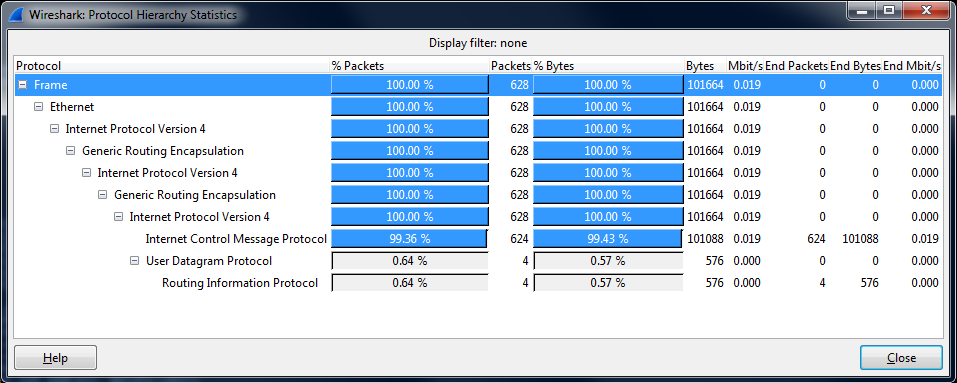 Wireshark: Protocol Hierarchy Statistics
Display filter: none
Protocol % Packets Packets % Bytes Bytes Mbit/s End Packets End Bytes End Mbit/s
Frame 100.00 % 628 100.00 % 101664 0.019 0 0 0.000
Ethernet 100.00 % 628 100.00 % 101664 0.019 0 0 0.000
Internet Protocol Version 4 100.00 % 628 100.00 % 101664 0.019 0 0 0.000
Generic Routing Encapsulation 100.00 % 628 100.00 % 101664 0.019 0 0 0.000
Internet Protocol Version 4 100.00 % 628 100.00 % 101664 0.019 0 0 0.000
Generic Routing Encapsulation 100.00 % 628 100.00 % 101664 0.019 0 0 0.000
Internet Protocol Version 4 100.00 % 628 100.00 % 101664 0.019 0 0 0.000
Internet Control Message Protocol 99.36 % 624 99.43 % 101088 0.019 624 101088 0.019
User Datagram Protocol 0.64 % 4 0.57 % 576 0.000 0 0 0.000
Routing Information Protocol 0.64 % 4 0.57 % 576 0.000 4 576 0.000
Help Close